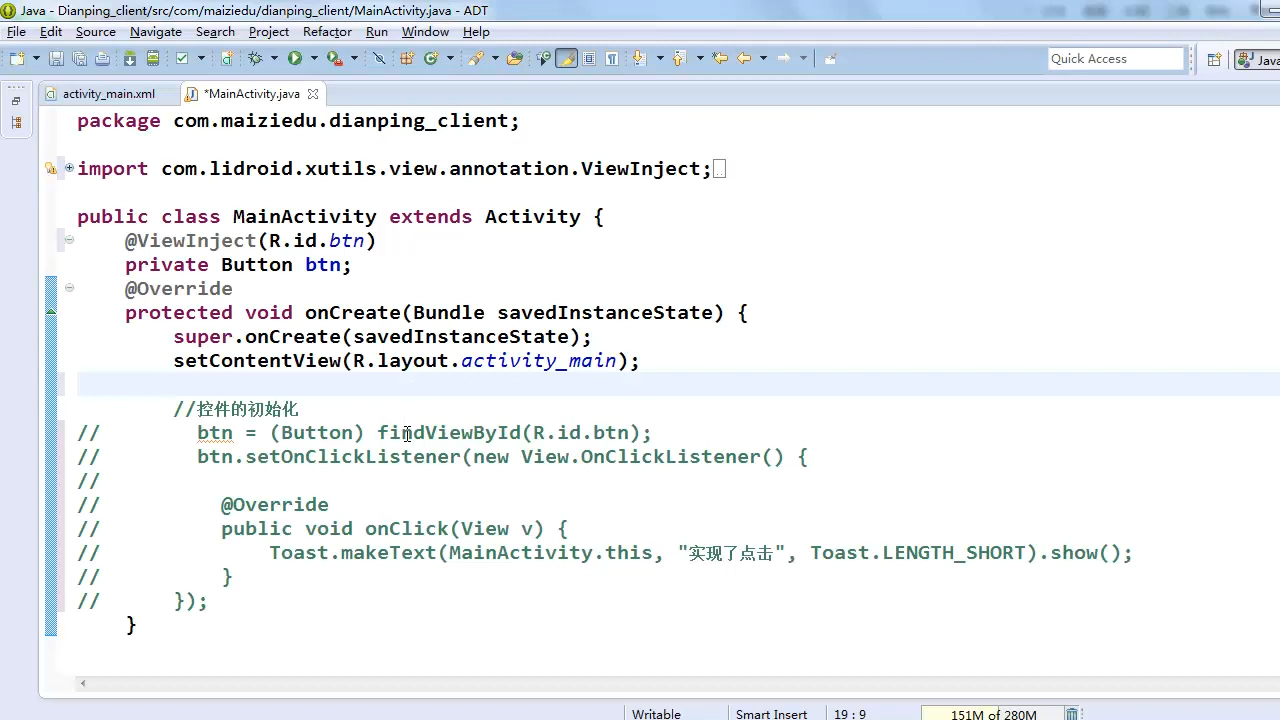 Java - Dianping_client/src/com/maiziedu/dianping_client/MainActivity.java - ADT
File Edit Source Navigate Search Project Refactor Run Window Help
Quick Access
Java
activity_main.xml *MainActivity.java
package com.maiziedu.dianping_client;
import com.lidroid.xutils.view.annotation.ViewInject;
public class MainActivity extends Activity {
@ViewInject(R.id.btn)
private Button btn;
@Override
protected void onCreate(Bundle savedInstanceState) {
super.onCreate(savedInstanceState);
setContentView(R.layout.activity_main);
//控件的初始化
// btn = (Button) findViewById(R.id.btn);
// btn.setOnClickListener(new View.OnClickListener() {
//
// @Override
// public void onClick(View v) {
// Toast.makeText(MainActivity.this, "实现了点击", Toast.LENGTH_SHORT).show();
// }
// });
}
Writable Smart Insert 19 : 9 151M of 280M